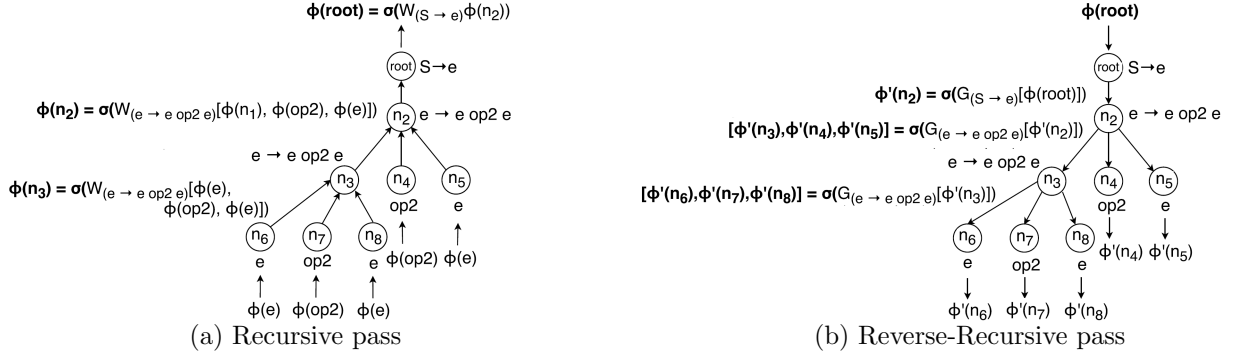 ϕ(root) = σ(W(S → e)ϕ(n2))
root S→e
ϕ(n2) = σ(W(e → e op2 e)[ϕ(n1), ϕ(op2), ϕ(e)]) n2 e → e op2 e
e → e op2 e
ϕ(n3) = σ(W(e → e op2 e)[ϕ(e), n3 n4 n5
ϕ(op2), ϕ(e)]) op2 e
n6 n7 n8
e op2 e ϕ(op2) ϕ(e)
ϕ(e) ϕ(op2) ϕ(e)
(a) Recursive pass
ϕ(root)
root S→e
ϕ'(n2) = σ(G(S → e)[ϕ(root)])
n2 e → e op2 e
[ϕ'(n3),ϕ'(n4),ϕ'(n5)] = σ(G(e → e op2 e)[ϕ'(n2)])
e → e op2 e
n3 n4 n5
[ϕ'(n6),ϕ'(n7),ϕ'(n8)] = σ(G(e → e op2 e)[ϕ'(n3)])
op2 e
n6 n7 n8 ϕ'(n4) ϕ'(n5)
e op2 e
ϕ'(n6) ϕ'(n7) ϕ'(n8)
(b) Reverse-Recursive pass